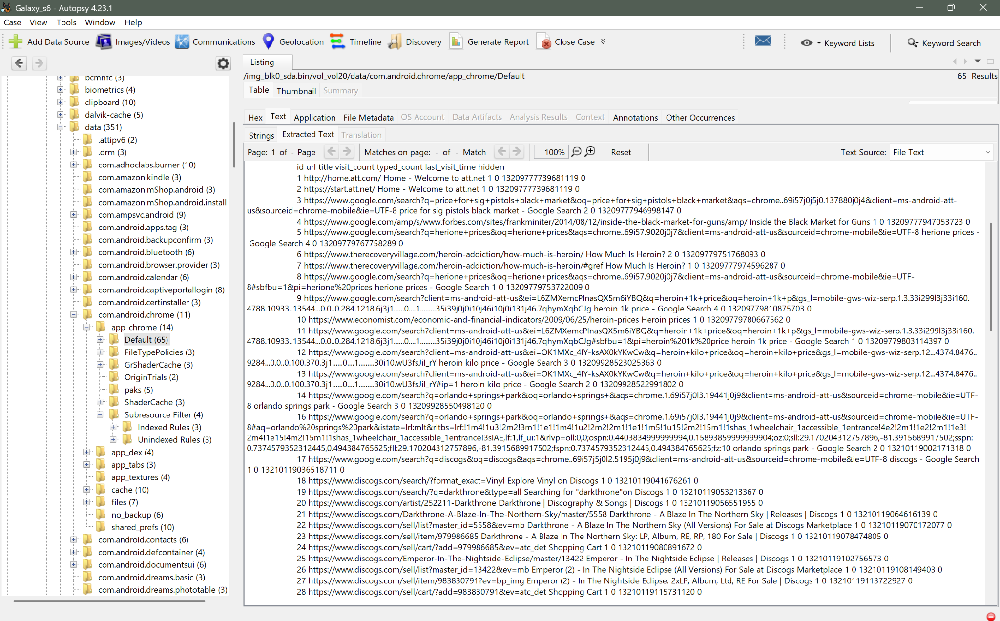 Galaxy_s6 - Autopsy 4.23.1
Case View Tools Window Help
Add Data Source Images/Videos Communications Geolocation Timeline Discovery Generate Report Close Case Keyword Lists Keyword Search
bcmnfc (3)
biometrics (4)
clipboard (10)
dalvik-cache (5)
data (351)
.attipv6 (2)
.drm (3)
com.adhoclabs.burner (10)
com.amazon.kindle (3)
com.amazon.mShop.android (3)
com.amazon.mShop.android.install
com.ampsvc.android (9)
com.android.apps.tag (3)
com.android.backupconfirm (3)
com.android.bluetooth (6)
com.android.browser.provider (3)
com.android.calendar (6)
com.android.captiveportallogin (8)
com.android.certinstaller (3)
com.android.chrome (11)
app_chrome (14)
Default (65)
FileTypePolicies (3)
GrShaderCache (3)
OriginTrials (2)
paks (5)
ShaderCache (3)
Subresource Filter (4)
Indexed Rules (3)
Unindexed Rules (3)
app_dex (4)
app_tabs (3)
app_textures (4)
cache (10)
files (7)
no_backup (6)
shared_prefs (10)
com.android.contacts (6)
com.android.defcontainer (4)
com.android.documentsui (6)
com.android.dreams.basic (3)
com.android.dreams.phototable (3)
Listing
/img_blk0_sda.bin/vol_vol20/data/com.android.chrome/app_chrome/Default 65 Results
Table Thumbnail Summary
Hex Text Application File Metadata OS Account Data Artifacts Analysis Results Context Annotations Other Occurrences
Strings Extracted Text Translation
Page: 1 of - Page Matches on page: - of - Match 100% Reset Text Source: File Text
id url title visit_count typed_count last_visit_time hidden
1 http://home.att.com/ Home - Welcome to att.net 1 0 13209777739681119 0
2 https://start.att.net/ Home - Welcome to att.net 1 0 13209777739681119 0
3 https://www.google.com/search?q=price+for+sig+pistols+black+market&oq=price+for+sig+pistols+black+market&aqs=chrome..69i57j0j5j0.137880j0j4&client=ms-android-att-
us&sourceid=chrome-mobile&ie=UTF-8 price for sig pistols black market - Google Search 2 0 13209777946998147 0
4 https://www.google.com/amp/s/www.forbes.com/sites/frankminiter/2014/08/12/inside-the-black-market-for-guns/amp/ Inside the Black Market for Guns 1 0 13209777947053723 0
5 https://www.google.com/search?q=herione+prices&oq=herione+prices&aqs=chrome..69i57.9020j0j7&client=ms-android-att-us&sourceid=chrome-mobile&ie=UTF-8 herione prices -
Google Search 4 0 13209779767758289 0
6 https://www.therecoveryvillage.com/heroin-addiction/how-much-is-heroin/ How Much Is Heroin? 2 0 13209779751768093 0
7 https://www.therecoveryvillage.com/heroin-addiction/how-much-is-heroin/#gref How Much Is Heroin? 1 0 13209777974596287 0
8 https://www.google.com/search?q=herione+prices&oq=herione+prices&aqs=chrome..69i57.9020j0j7&client=ms-android-att-us&sourceid=chrome-mobile&ie=UTF-
8#sbfbu=1&pi=herione%20prices herione prices - Google Search 1 0 13209779753722009 0
9 https://www.google.com/search?client=ms-android-att-us&ei=L6ZMXemcPInasQX5m6iYBQ&q=heroin+1k+price&oq=heroin+1k+p&gs_l=mobile-gws-wiz-serp.1.3.33i299l3j33i160.
4788.10933..13544...0.0..0.284.1218.6j3j1......0....1.........35i39j0j0i10j46i10j0i131j46.7qhymXqbCJg heroin 1k price - Google Search 4 0 13209779810875703 0
10 https://www.economist.com/economic-and-financial-indicators/2009/06/25/heroin-prices Heroin prices 1 0 13209779780667562 0
11 https://www.google.com/search?client=ms-android-att-us&ei=L6ZMXemcPInasQX5m6iYBQ&q=heroin+1k+price&oq=heroin+1k+p&gs_l=mobile-gws-wiz-serp.1.3.33i299l3j33i160.
4788.10933..13544...0.0..0.284.1218.6j3j1......0....1.........35i39j0j0i10j46i10j0i131j46.7qhymXqbCJg#sbfbu=1&pi=heroin%201k%20price heroin 1k price - Google Search 1 0 13209779803114397 0
12 https://www.google.com/search?client=ms-android-att-us&ei=OK1MXc_4IY-ksAX0kYKwCw&q=heroin+kilo+price&oq=heroin+kilo+price&gs_l=mobile-gws-wiz-serp.12...4374.8476..
9284...0.0..0.100.370.3j1......0....1.........30i10.wU3fsJiI_rY heroin kilo price - Google Search 3 0 13209928523025363 0
13 https://www.google.com/search?client=ms-android-att-us&ei=OK1MXc_4IY-ksAX0kYKwCw&q=heroin+kilo+price&oq=heroin+kilo+price&gs_l=mobile-gws-wiz-serp.12...4374.8476..
9284...0.0..0.100.370.3j1......0....1.........30i10.wU3fsJiI_rY#ip=1 heroin kilo price - Google Search 2 0 13209928522991802 0
14 https://www.google.com/search?q=orlando+springs+park&oq=orlando+springs+&aqs=chrome.1.69i57j0l3.19441j0j9&client=ms-android-att-us&sourceid=chrome-mobile&ie=UTF-
8 orlando springs park - Google Search 3 0 13209928550498120 0
16 https://www.google.com/search?q=orlando+springs+park&oq=orlando+springs+&aqs=chrome.1.69i57j0l3.19441j0j9&client=ms-android-att-us&sourceid=chrome-mobile&ie=UTF-
8#aq=orlando%20springs%20park&istate=lrl:mlt&rltbs=lrf:!1m4!1u3!2m2!3m1!1e1!1m4!1u2!2m2!2m1!1e1!1m5!1u15!2m2!15m1!1shas_1wheelchair_1accessible_1entrance!4e2!2m1!1e2!2m1!1e3!
2m4!1e15!4m2!15m1!1shas_1wheelchair_1accessible_1entrance!3sIAE,lf:1,lf_ui:1&rlvp=oll:0,0;ospn:0.4403834999999994,0.15893859999999904;oz:0;sll:29.170204312757896,-81.3915689917502;sspn:
0.7374579352312445,0.494384765625;fll:29.170204312757896,-81.3915689917502;fspn:0.7374579352312445,0.494384765625;fz:10 orlando springs park - Google Search 2 0 13210119002171318 0
17 https://www.google.com/search?q=discogs&oq=discogs&aqs=chrome..69i57j5j0l2.5195j0j9&client=ms-android-att-us&sourceid=chrome-mobile&ie=UTF-8 discogs - Google Search
1 0 13210119036518711 0
18 https://www.discogs.com/search/?format_exact=Vinyl Explore Vinyl on Discogs 1 0 13210119041676261 0
19 https://www.discogs.com/search/?q=darkthrone&type=all Searching for "darkthrone"on Discogs 1 0 13210119053213367 0
20 https://www.discogs.com/artist/252211-Darkthrone Darkthrone | Discography & Songs | Discogs 1 0 13210119056551955 0
21 https://www.discogs.com/Darkthrone-A-Blaze-In-The-Northern-Sky/master/5558 Darkthrone - A Blaze In The Northern Sky | Releases | Discogs 1 0 13210119064616139 0
22 https://www.discogs.com/sell/list?master_id=5558&ev=mb Darkthrone - A Blaze In The Northern Sky (All Versions) For Sale at Discogs Marketplace 1 0 13210119070172077 0
23 https://www.discogs.com/sell/item/979986685 Darkthrone - A Blaze In The Northern Sky: LP, Album, RE, RP, 180 For Sale | Discogs 1 0 13210119078474805 0
24 https://www.discogs.com/sell/cart/?add=979986685&ev=atc_det Shopping Cart 1 0 13210119080891672 0
25 https://www.discogs.com/Emperor-In-The-Nightside-Eclipse/master/13422 Emperor - In The Nightside Eclipse | Releases | Discogs 1 0 13210119102756573 0
26 https://www.discogs.com/sell/list?master_id=13422&ev=mb Emperor (2) - In The Nightside Eclipse (All Versions) For Sale at Discogs Marketplace 1 0 13210119108149403 0
27 https://www.discogs.com/sell/item/983830791?ev=bp_img Emperor (2) - In The Nightside Eclipse: 2xLP, Album, Ltd, RE For Sale | Discogs 1 0 13210119113722927 0
28 https://www.discogs.com/sell/cart/?add=983830791&ev=atc_det Shopping Cart 1 0 13210119115731120 0